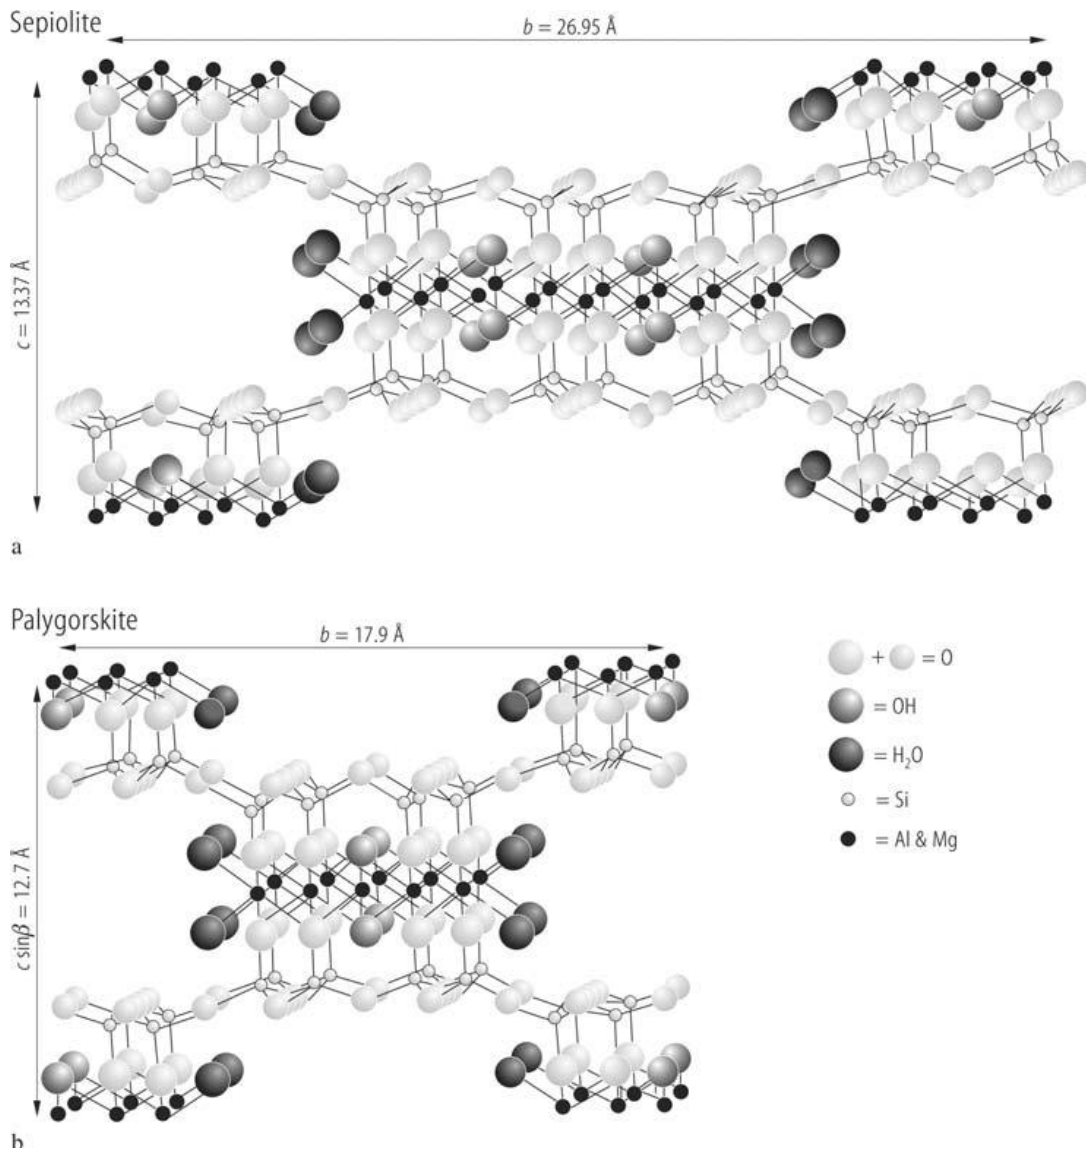 Sepiolite
b = 26.95 Å
c = 13.37 Å
a
Palygorskite
b = 17.9 Å
c sinβ = 12.7 Å
+ = O
= OH
= H₂O
= Si
= Al & Mg
b